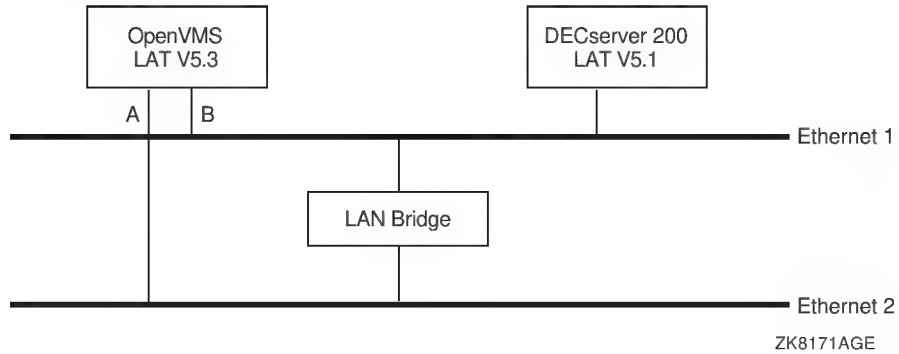 OpenVMS
LAT V5.3
DECserver 200
LAT V5.1
A
B
Ethernet 1
LAN Bridge
Ethernet 2
ZK8171AGE